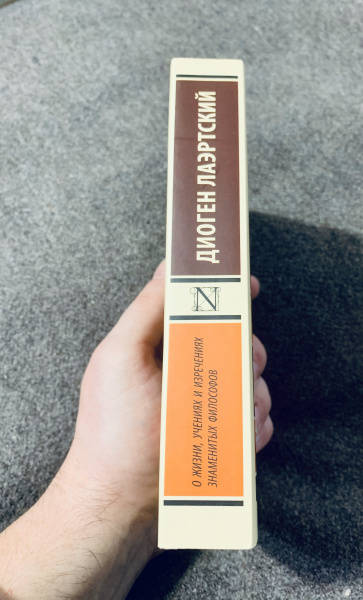 ДИОГЕН ЛАЭРТСКИЙ
N
О ЖИЗНИ, УЧЕНИЯХ И ИЗРЕЧЕНИЯХ
ЗНАМЕНИТЫХ ФИЛОСОФОВ